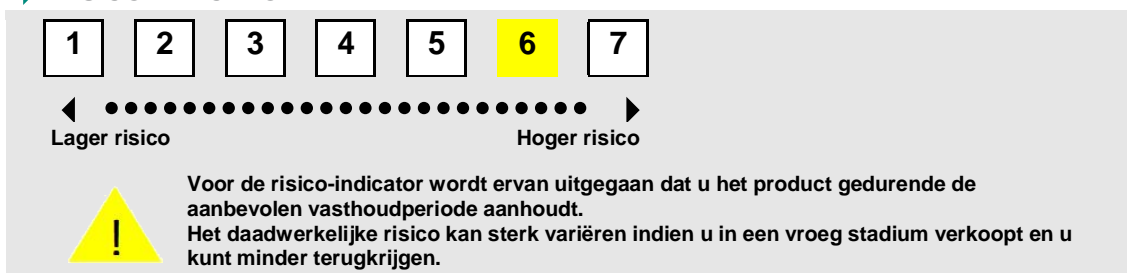 1 2 3 4 5 6 7
Lager risico Hoger risico
Voor de risico-indicator wordt ervan uitgegaan dat u het product gedurende de
aanbevolen vasthoudperiode aanhoudt.
Het daadwerkelijke risico kan sterk variëren indien u in een vroeg stadium verkoopt en u
kunt minder terugkrijgen.
!